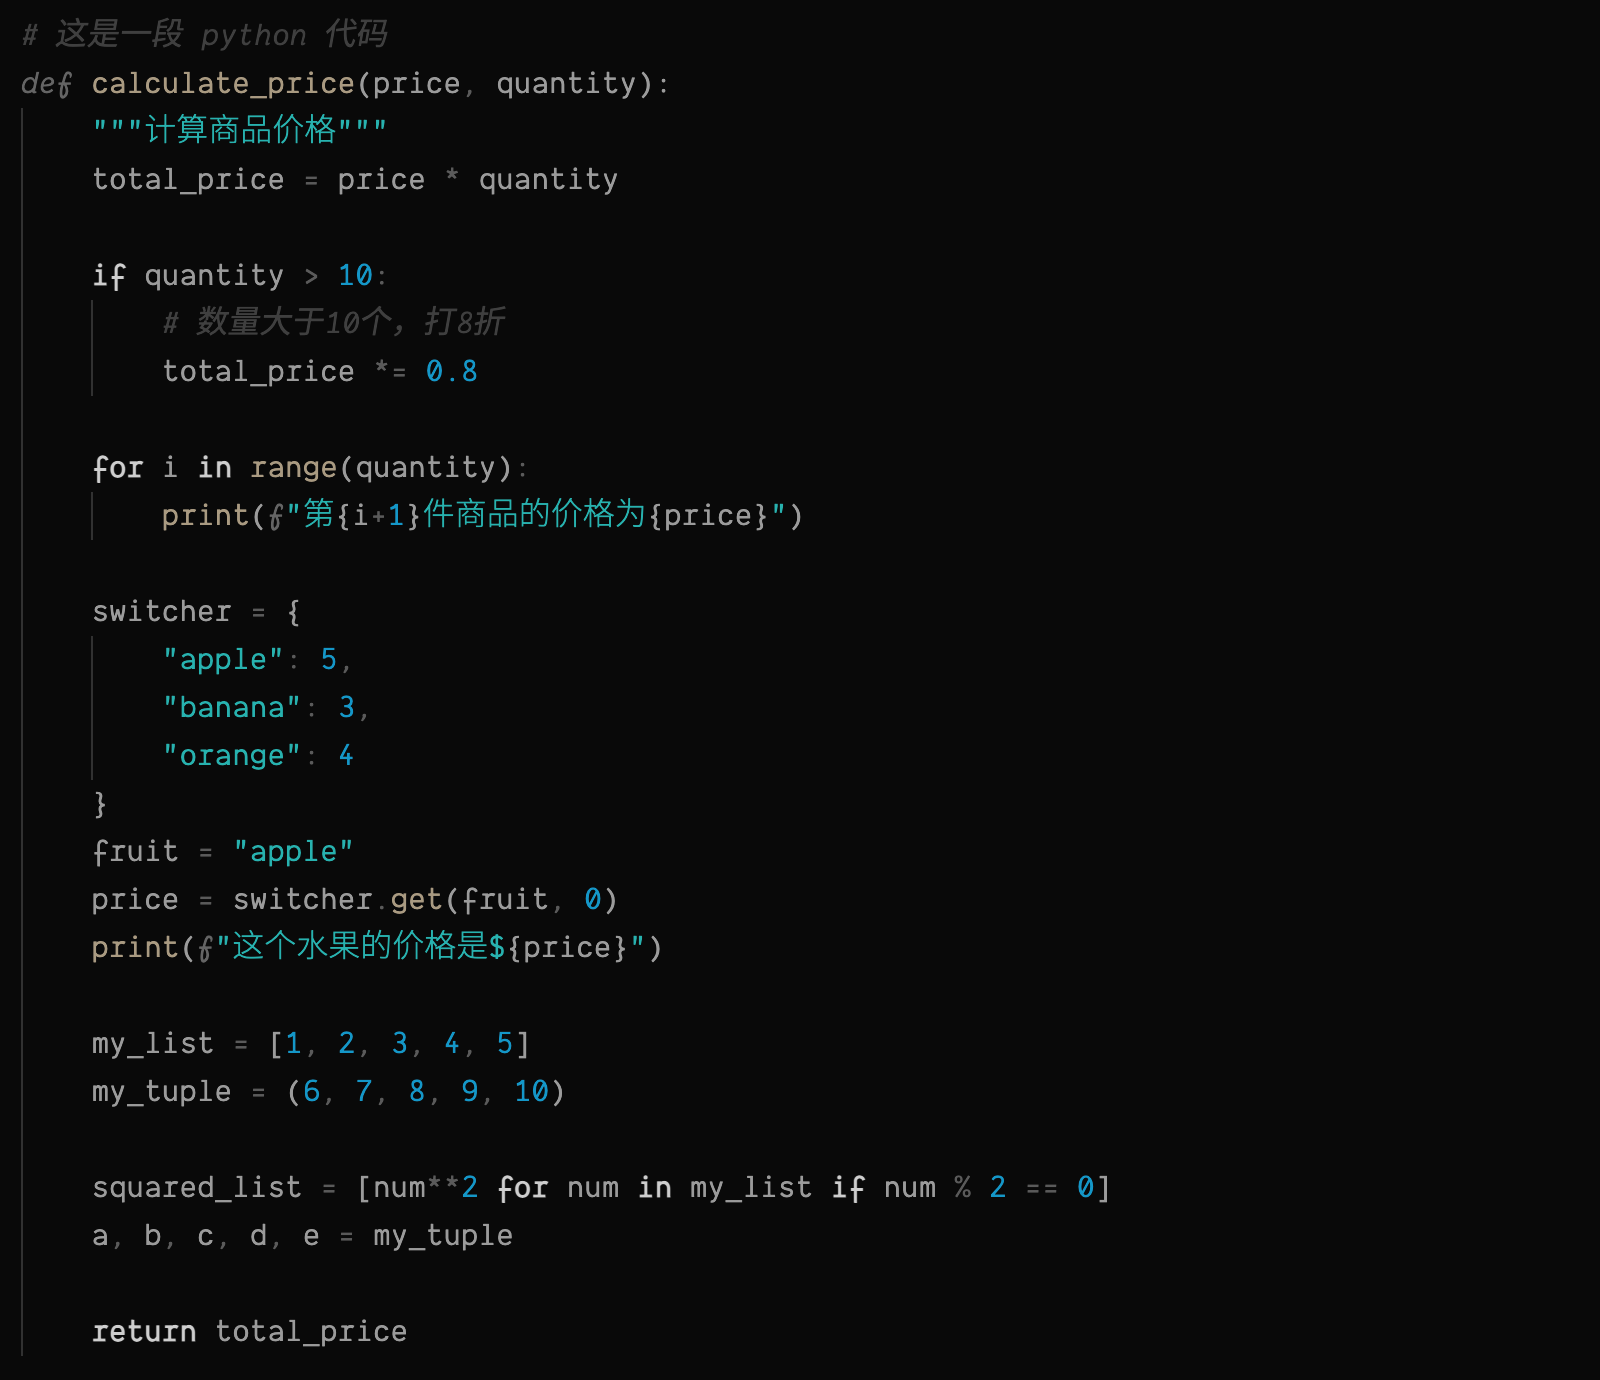 # 这是一段 python 代码
def calculate_price(price, quantity):
    """计算商品价格"""
    total_price = price * quantity

    if quantity > 10:
        # 数量大于10个，打8折
        total_price *= 0.8

    for i in range(quantity):
        print(f"第{i+1}件商品的价格为{price}")

    switcher = {
        "apple": 5,
        "banana": 3,
        "orange": 4
    }
    fruit = "apple"
    price = switcher.get(fruit, 0)
    print(f"这个水果的价格是${price}")

    my_list = [1, 2, 3, 4, 5]
    my_tuple = (6, 7, 8, 9, 10)

    squared_list = [num**2 for num in my_list if num % 2 == 0]
    a, b, c, d, e = my_tuple

    return total_price